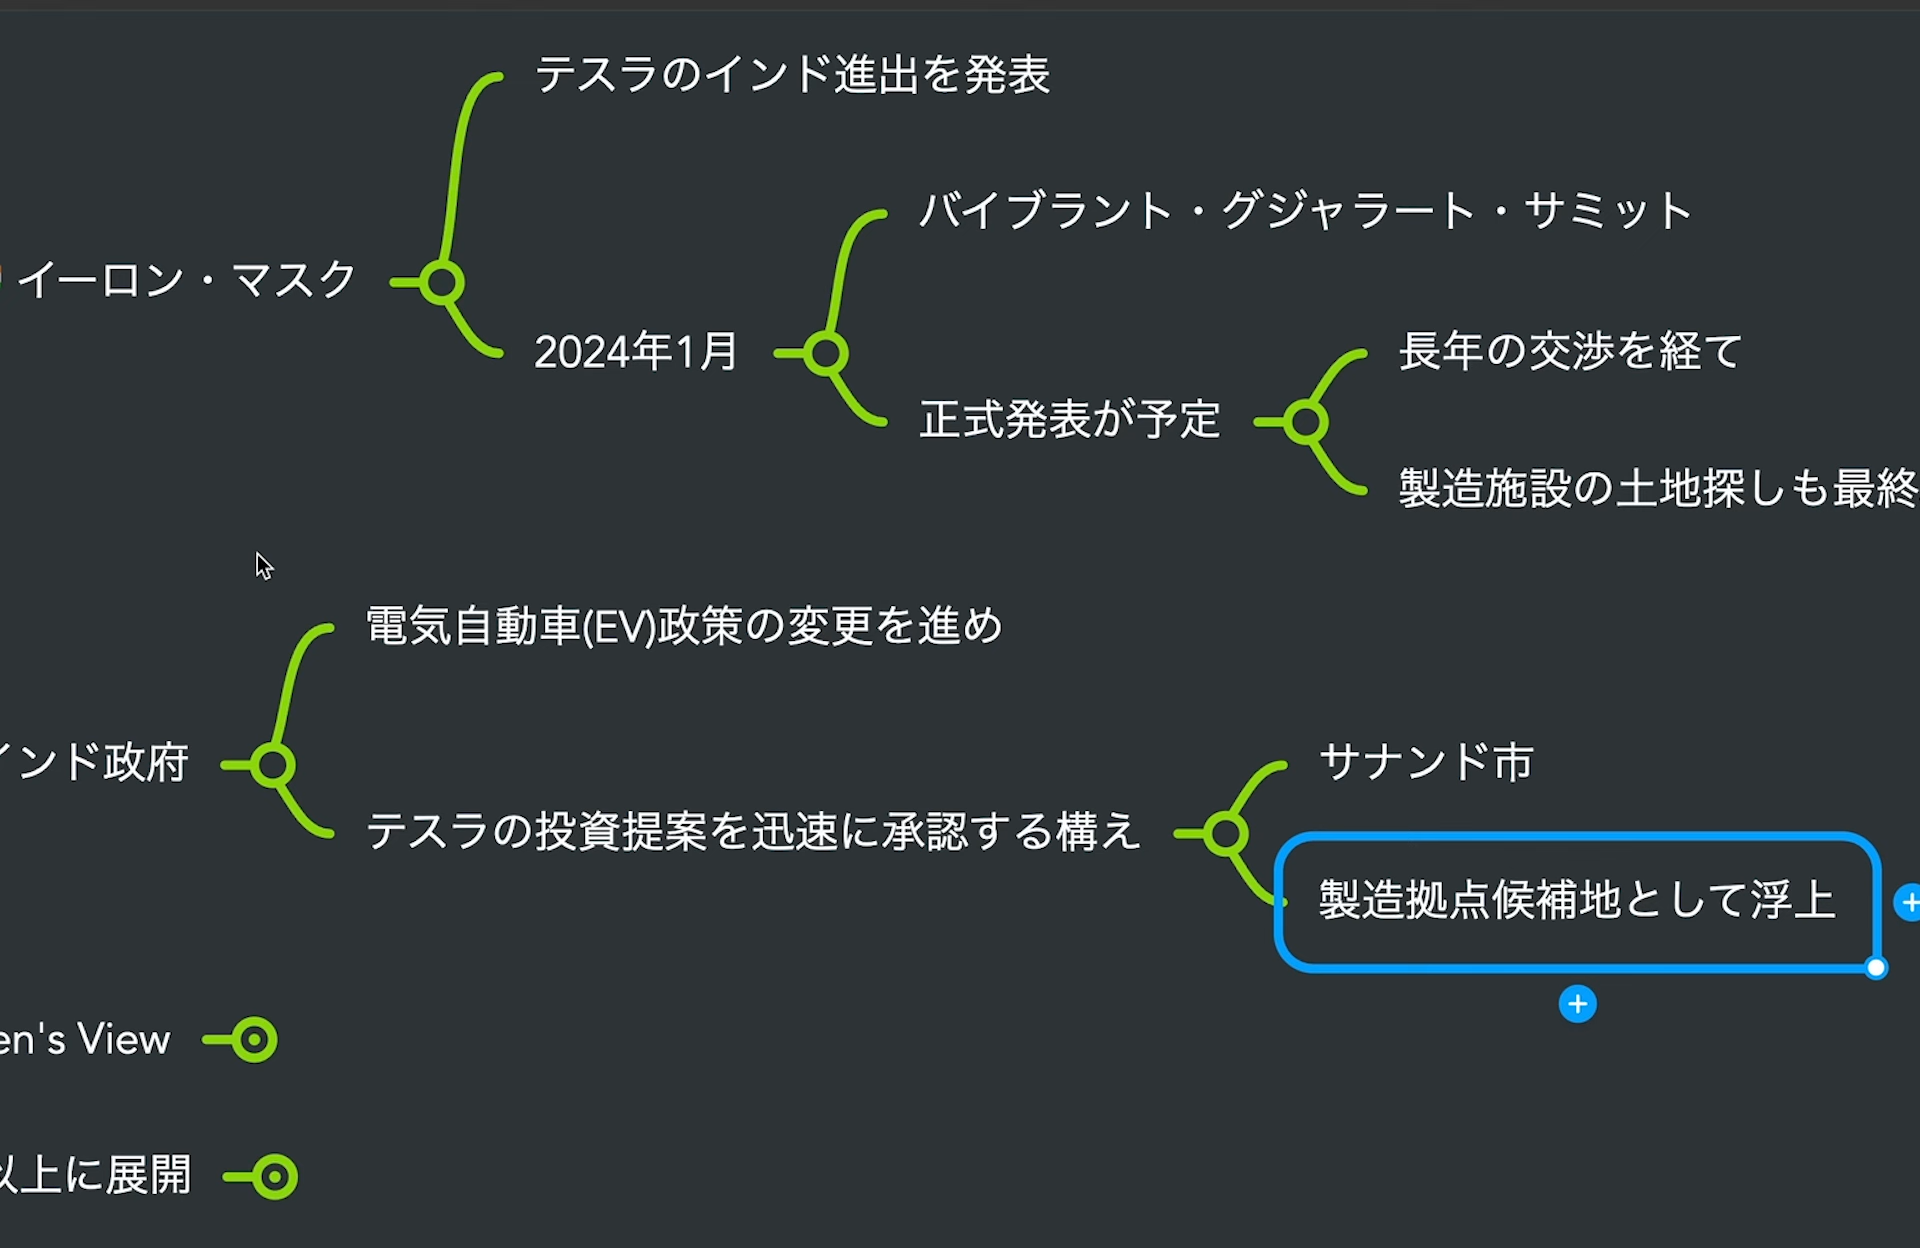 テスラのインド進出を発表
バイブラント・グジャラート・サミット
イーロン・マスク
2024年1月
長年の交渉を経て
正式発表が予定
製造施設の土地探しも最終
電気自動車(EV)政策の変更を進め
インド政府
サナンド市
テスラの投資提案を迅速に承認する構え
製造拠点候補地として浮上
en's View
以上に展開